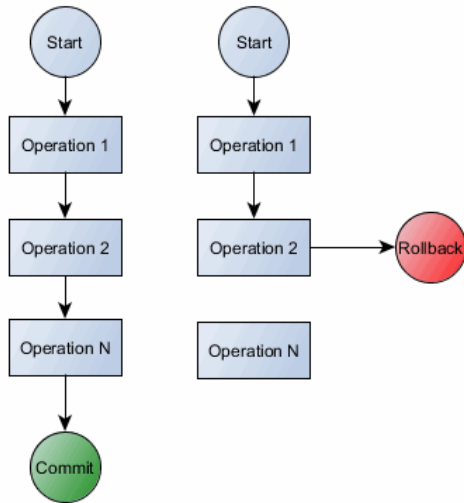 Start
Operation 1
Operation 2
Operation N
Commit
Start
Operation 1
Operation 2
Rollback
Operation N